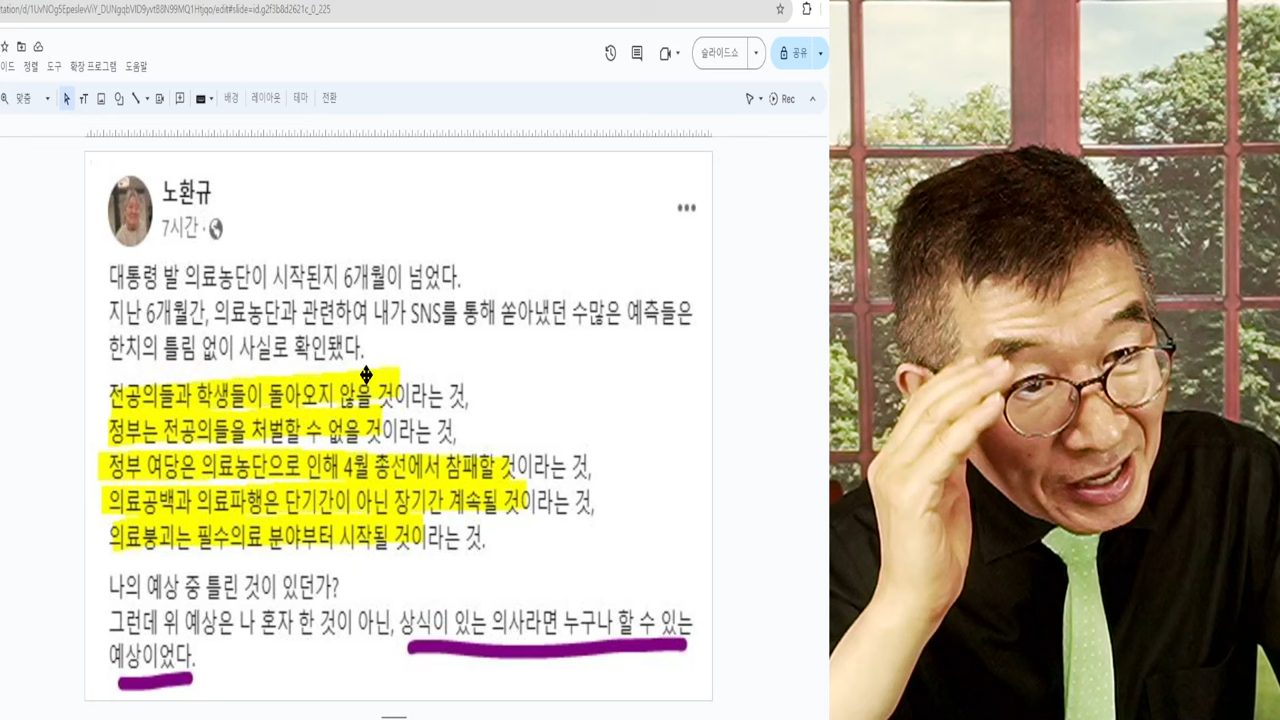 tation/d/1UvNOg5EpeslevViY_DUNgqbVlD9yvtB8N99MQ1Htjqo/edit#slide=id.g2f3b8d2621c_0_225
슬라이드쇼
공유
이드 정렬 도구 확장 프로그램 도움말
맞춤
배경 레이아웃 테마 전환
Rec
노환규
7시간
대통령 발 의료농단이 시작된지 6개월이 넘었다.
지난 6개월간, 의료농단과 관련하여 내가 SNS를 통해 쏟아냈던 수많은 예측들은
한치의 틀림 없이 사실로 확인됐다.
전공의들과 학생들이 돌아오지 않을 것이라는 것,
정부는 전공의들을 처벌할 수 없을 것이라는 것,
정부 여당은 의료농단으로 인해 4월 총선에서 참패할 것이라는 것,
의료공백과 의료파행은 단기간이 아닌 장기간 계속될 것이라는 것,
의료붕괴는 필수의료 분야부터 시작될 것이라는 것.
나의 예상 중 틀린 것이 있던가?
그런데 위 예상은 나 혼자 한 것이 아닌, 상식이 있는 의사라면 누구나 할 수 있는
예상이었다.